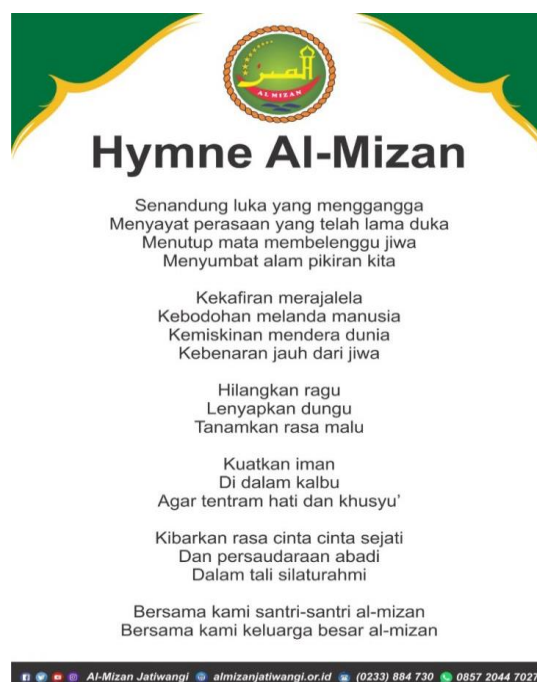 المیزان
AL MIZAN
Hymne Al-Mizan
Senandung luka yang menggangga
Menyayat perasaan yang telah lama duka
Menutup mata membelenggu jiwa
Menyumbat alam pikiran kita
Kekafiran merajalela
Kebodohan melanda manusia
Kemiskinan mendera dunia
Kebenaran jauh dari jiwa
Hilangkan ragu
Lenyapkan dungu
Tanamkan rasa malu
Kuatkan iman
Di dalam kalbu
Agar tentram hati dan khusyu'
Kibarkan rasa cinta cinta sejati
Dan persaudaraan abadi
Dalam tali silaturahmi
Bersama kami santri-santri al-mizan
Bersama kami keluarga besar al-mizan
Al-Mizan Jatiwangi almizanjatiwangi.or.id (0233) 884 730 0857 2044 7027